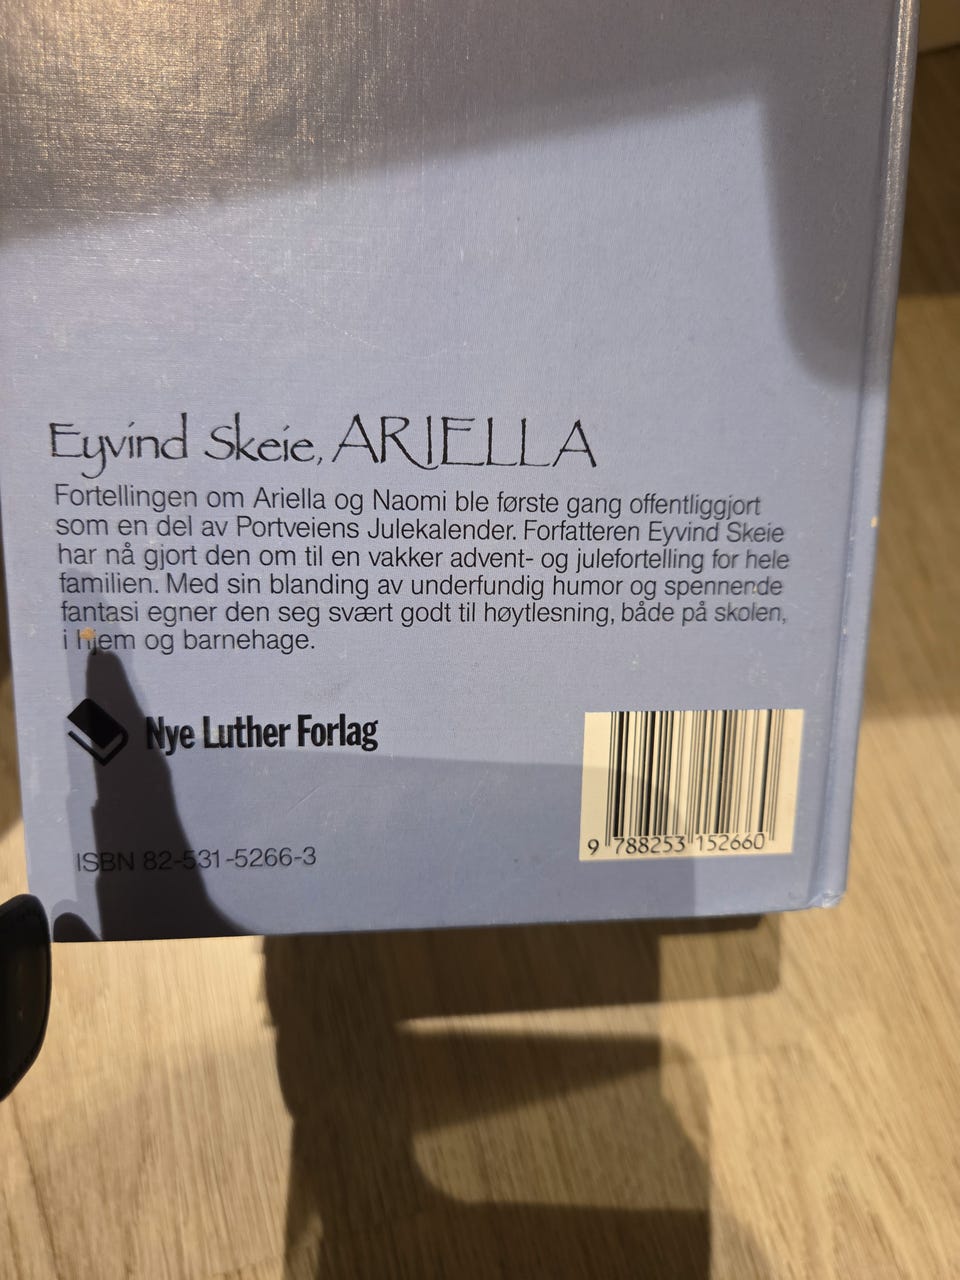 Eyvind Skeie, ARIELLA
Fortellingen om Ariella og Naomi ble første gang offentliggjort
som en del av Portveiens Julekalender. Forfatteren Eyvind Skeie
har nå gjort den om til en vakker advent- og julefortelling for hele
familien. Med sin blanding av underfundig humor og spennende
fantasi egner den seg svært godt til høytlesning, både på skolen,
i hjem og barnehage.
Nye Luther Forlag
ISBN 82-531-5266-3
9 788253 152660